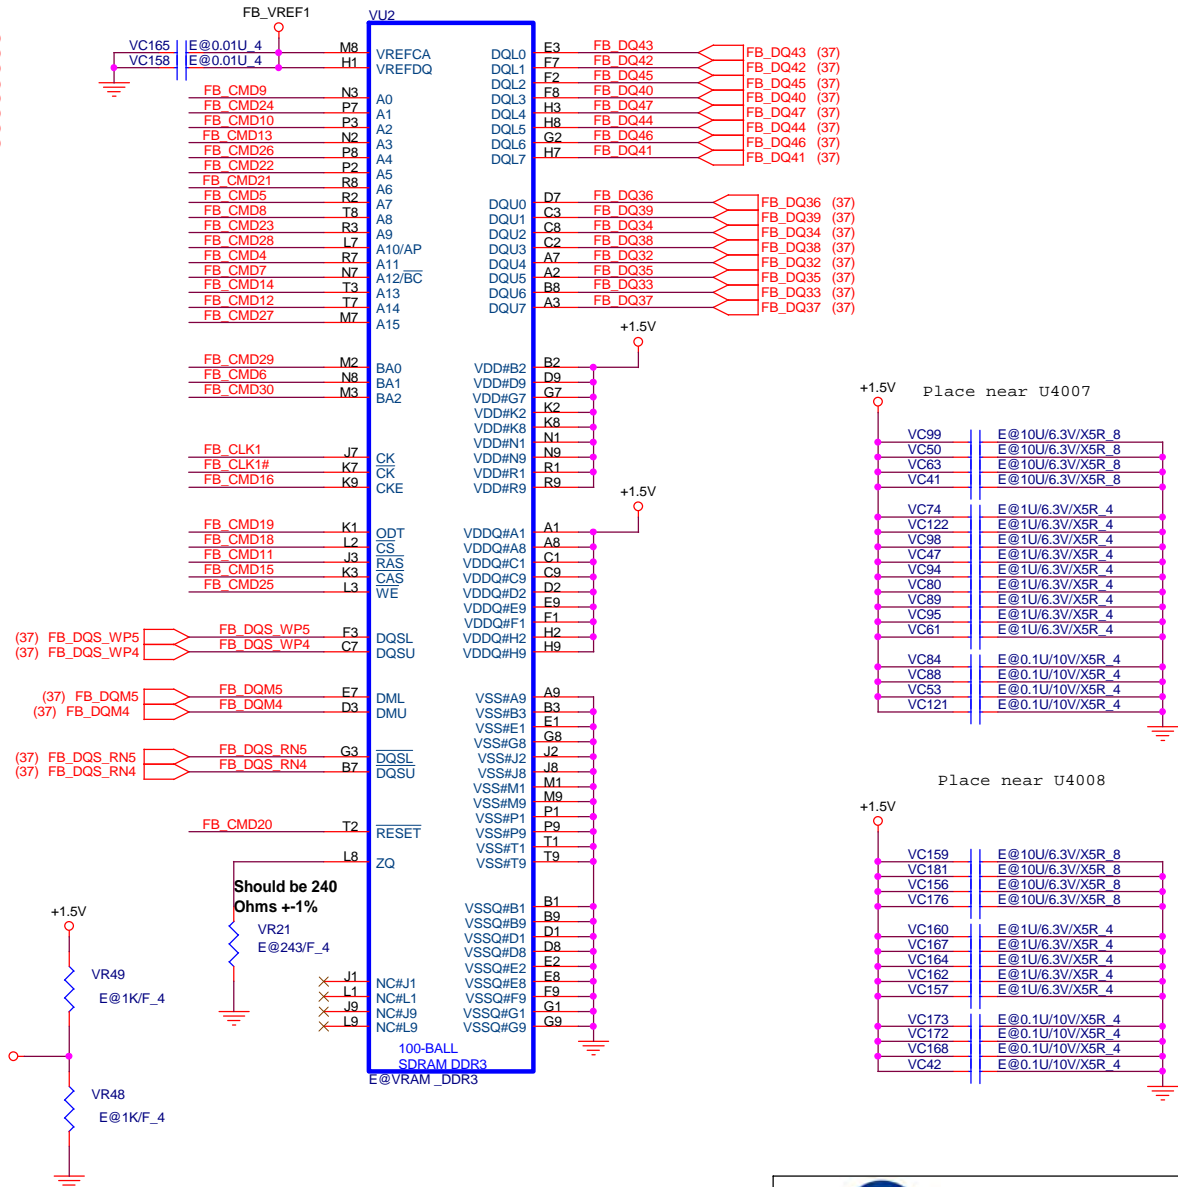 FB_VREF1
VU2
VC165 E@0.01U_4 M8 VREFCA
VC158 E@0.01U_4 H1 VREFDQ
FB_CMD9 N3 A0
FB_CMD24 P7 A1
FB_CMD10 P3 A2
FB_CMD13 N2 A3
FB_CMD26 P8 A4
FB_CMD22 P2 A5
FB_CMD21 R8 A6
FB_CMD5 R2 A7
FB_CMD8 T8 A8
FB_CMD23 R3 A9
FB_CMD28 L7 A10/AP
FB_CMD4 R7 A11
FB_CMD7 N7 A12/BC
FB_CMD14 T3 A13
FB_CMD12 T7 A14
FB_CMD27 M7 A15
FB_CMD29 M2 BA0
FB_CMD6 N8 BA1
FB_CMD30 M3 BA2
FB_CLK1 J7 CK
FB_CLK1# K7 CK
FB_CMD16 K9 CKE
FB_CMD19 K1 ODT
FB_CMD18 L2 CS
FB_CMD11 J3 RAS
FB_CMD15 K3 CAS
FB_CMD25 L3 WE
(37) FB_DQS_WP5 FB_DQS_WP5 F3 DQSL
(37) FB_DQS_WP4 FB_DQS_WP4 C7 DQSU
(37) FB_DQM5 FB_DQM5 E7 DML
(37) FB_DQM4 FB_DQM4 D3 DMU
(37) FB_DQS_RN5 FB_DQS_RN5 G3 DQSL
(37) FB_DQS_RN4 FB_DQS_RN4 B7 DQSU
FB_CMD20 T2 RESET
L8 ZQ
Should be 240
Ohms +-1%
VR21
E@243/F_4
J1 NC#J1
L1 NC#L1
J9 NC#J9
L9 NC#L9
100-BALL
SDRAM DDR3
E@VRAM _DDR3
+1.5V
VR49
E@1K/F_4
VR48
E@1K/F_4
DQL0 E3 FB_DQ43 FB_DQ43 (37)
DQL1 F7 FB_DQ42 FB_DQ42 (37)
DQL2 F2 FB_DQ45 FB_DQ45 (37)
DQL3 F8 FB_DQ40 FB_DQ40 (37)
DQL4 H3 FB_DQ47 FB_DQ47 (37)
DQL5 H8 FB_DQ44 FB_DQ44 (37)
DQL6 G2 FB_DQ46 FB_DQ46 (37)
DQL7 H7 FB_DQ41 FB_DQ41 (37)
DQU0 D7 FB_DQ36 FB_DQ36 (37)
DQU1 C3 FB_DQ39 FB_DQ39 (37)
DQU2 C8 FB_DQ34 FB_DQ34 (37)
DQU3 C2 FB_DQ38 FB_DQ38 (37)
DQU4 A7 FB_DQ32 FB_DQ32 (37)
DQU5 A2 FB_DQ35 FB_DQ35 (37)
DQU6 B8 FB_DQ33 FB_DQ33 (37)
DQU7 A3 FB_DQ37 FB_DQ37 (37)
+1.5V
VDD#B2 B2
VDD#D9 D9
VDD#G7 G7
VDD#K2 K2
VDD#K8 K8
VDD#N1 N1
VDD#N9 N9
VDD#R1 R1
VDD#R9 R9
+1.5V
VDDQ#A1 A1
VDDQ#A8 A8
VDDQ#C1 C1
VDDQ#C9 C9
VDDQ#D2 D2
VDDQ#E9 E9
VDDQ#F1 F1
VDDQ#H2 H2
VDDQ#H9 H9
VSS#A9 A9
VSS#B3 B3
VSS#E1 E1
VSS#G8 G8
VSS#J2 J2
VSS#J8 J8
VSS#M1 M1
VSS#M9 M9
VSS#P1 P1
VSS#P9 P9
VSS#T1 T1
VSS#T9 T9
VSSQ#B1 B1
VSSQ#B9 B9
VSSQ#D1 D1
VSSQ#D8 D8
VSSQ#E2 E2
VSSQ#E8 E8
VSSQ#F9 F9
VSSQ#G1 G1
VSSQ#G9 G9
+1.5V Place near U4007
VC99 E@10U/6.3V/X5R_8
VC50 E@10U/6.3V/X5R_8
VC63 E@10U/6.3V/X5R_8
VC41 E@10U/6.3V/X5R_8
VC74 E@1U/6.3V/X5R_4
VC122 E@1U/6.3V/X5R_4
VC98 E@1U/6.3V/X5R_4
VC47 E@1U/6.3V/X5R_4
VC94 E@1U/6.3V/X5R_4
VC80 E@1U/6.3V/X5R_4
VC89 E@1U/6.3V/X5R_4
VC95 E@1U/6.3V/X5R_4
VC61 E@1U/6.3V/X5R_4
VC84 E@0.1U/10V/X5R_4
VC88 E@0.1U/10V/X5R_4
VC53 E@0.1U/10V/X5R_4
VC121 E@0.1U/10V/X5R_4
Place near U4008
+1.5V
VC159 E@10U/6.3V/X5R_8
VC181 E@10U/6.3V/X5R_8
VC156 E@10U/6.3V/X5R_8
VC176 E@10U/6.3V/X5R_8
VC160 E@1U/6.3V/X5R_4
VC167 E@1U/6.3V/X5R_4
VC164 E@1U/6.3V/X5R_4
VC162 E@1U/6.3V/X5R_4
VC157 E@1U/6.3V/X5R_4
VC173 E@0.1U/10V/X5R_4
VC172 E@0.1U/10V/X5R_4
VC168 E@0.1U/10V/X5R_4
VC42 E@0.1U/10V/X5R_4